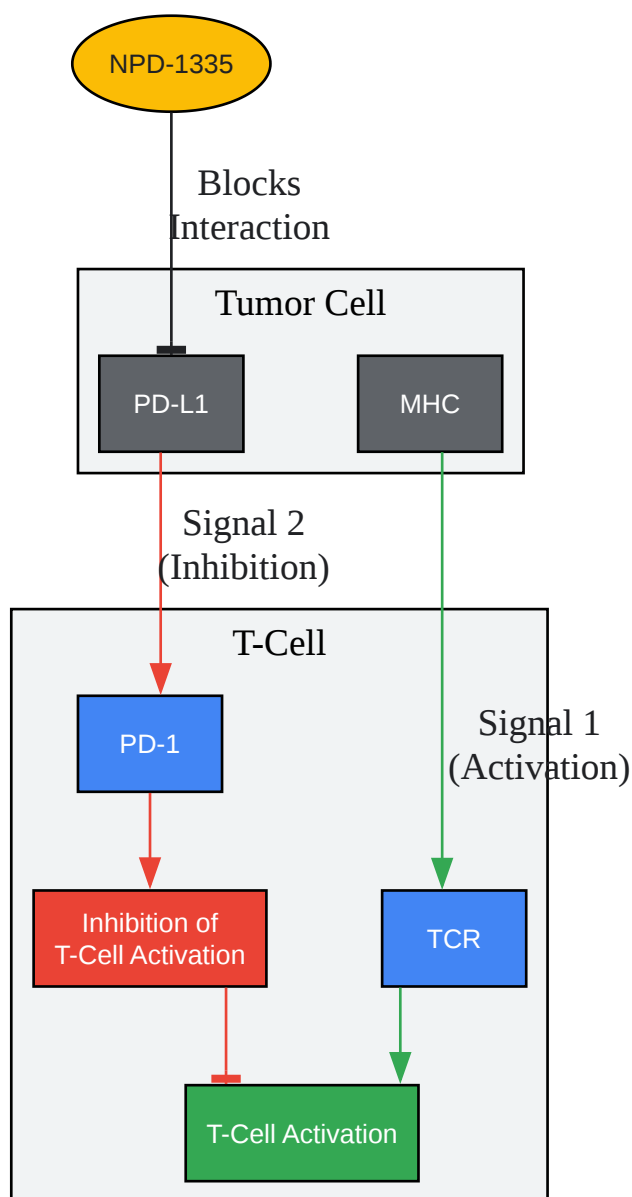 NPD-1335
Blocks
Interaction
Tumor Cell
PD-L1
MHC
Signal 2
(Inhibition)
T-Cell
PD-1
Signal 1
(Activation)
Inhibition of
T-Cell Activation
TCR
T-Cell Activation